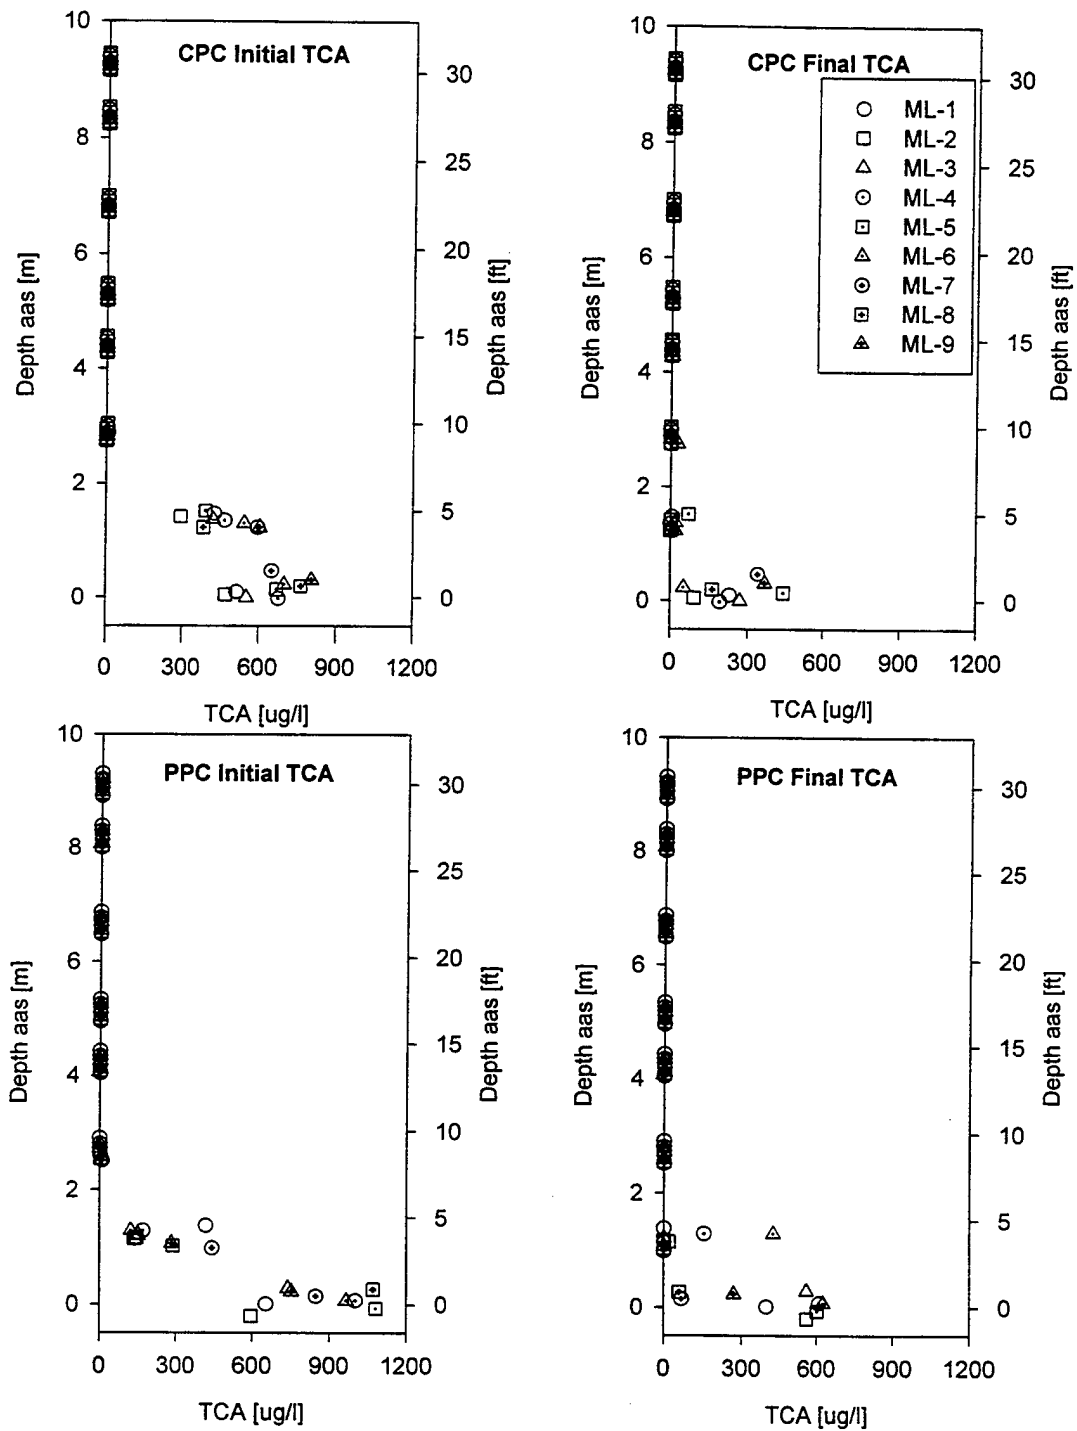 CPC Initial TCA
10
8
6
4
2
0
Depth aas [m]
30
25
20
15
10
5
0
Depth aas [ft]
0 300 600 900 1200
TCA [ug/l]
CPC Final TCA
ML-1
ML-2
ML-3
ML-4
ML-5
ML-6
ML-7
ML-8
ML-9
10
8
6
4
2
0
Depth aas [m]
30
25
20
15
10
5
0
Depth aas [ft]
0 300 600 900 1200
TCA [ug/l]
PPC Initial TCA
10
8
6
4
2
0
Depth aas [m]
30
25
20
15
10
5
0
Depth aas [ft]
0 300 600 900 1200
TCA [ug/l]
PPC Final TCA
10
8
6
4
2
0
Depth aas [m]
30
25
20
15
10
5
0
Depth aas [ft]
0 300 600 900 1200
TCA [ug/l]